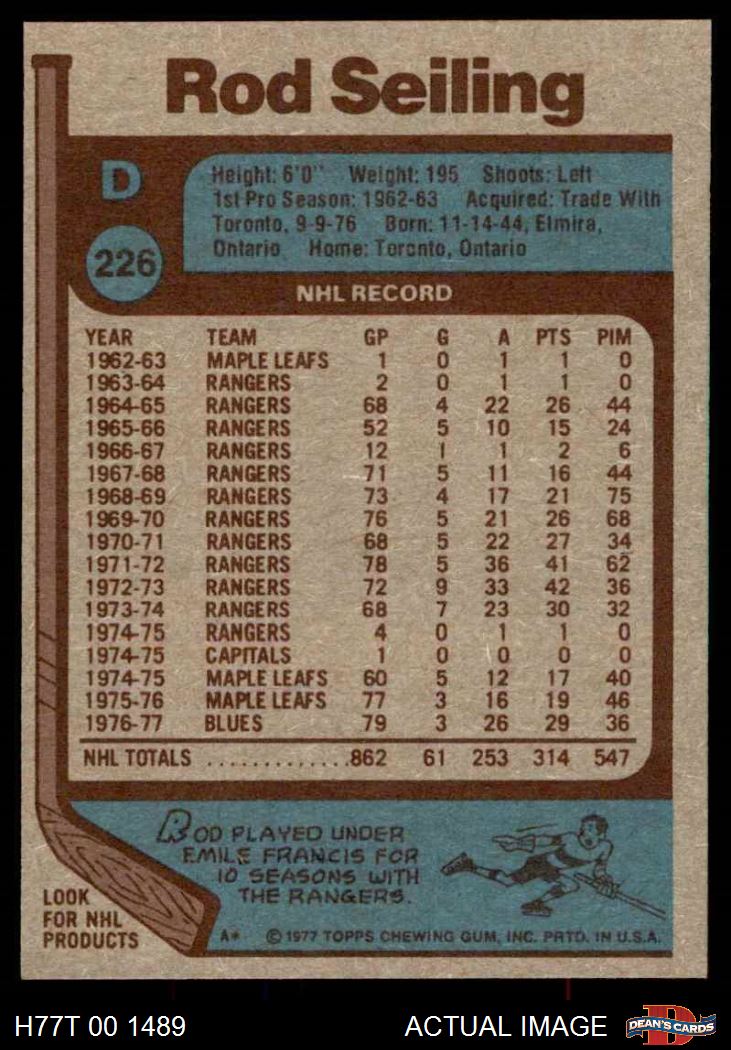 Rod Seiling
D
226
Height: 6'0" Weight: 195 Shoots: Left
1st Pro Season: 1962-63 Acquired: Trade With
Toronto, 9-9-76 Born: 11-14-44, Elmira,
Ontario Home: Toronto, Ontario
NHL RECORD
YEAR TEAM GP G A PTS PIM
1962-63 MAPLE LEAFS 1 0 1 1 0
1963-64 RANGERS 2 0 1 1 0
1964-65 RANGERS 68 4 22 26 44
1965-66 RANGERS 52 5 10 15 24
1966-67 RANGERS 12 1 1 2 6
1967-68 RANGERS 71 5 11 16 44
1968-69 RANGERS 73 4 17 21 75
1969-70 RANGERS 76 5 21 26 68
1970-71 RANGERS 68 5 22 27 34
1971-72 RANGERS 78 5 36 41 62
1972-73 RANGERS 72 9 33 42 36
1973-74 RANGERS 68 7 23 30 32
1974-75 RANGERS 4 0 1 1 0
1974-75 CAPITALS 1 0 0 0 0
1974-75 MAPLE LEAFS 60 5 12 17 40
1975-76 MAPLE LEAFS 77 3 16 19 46
1976-77 BLUES 79 3 26 29 36
NHL TOTALS .............862 61 253 314 547
ROD PLAYED UNDER
EMILE FRANCIS FOR
10 SEASONS WITH
THE RANGERS.
LOOK
FOR NHL
PRODUCTS
A* © 1977 TOPPS CHEWING GUM, INC. PRTD. IN U.S.A.
H77T 00 1489 ACTUAL IMAGE D DEAN'S CARDS